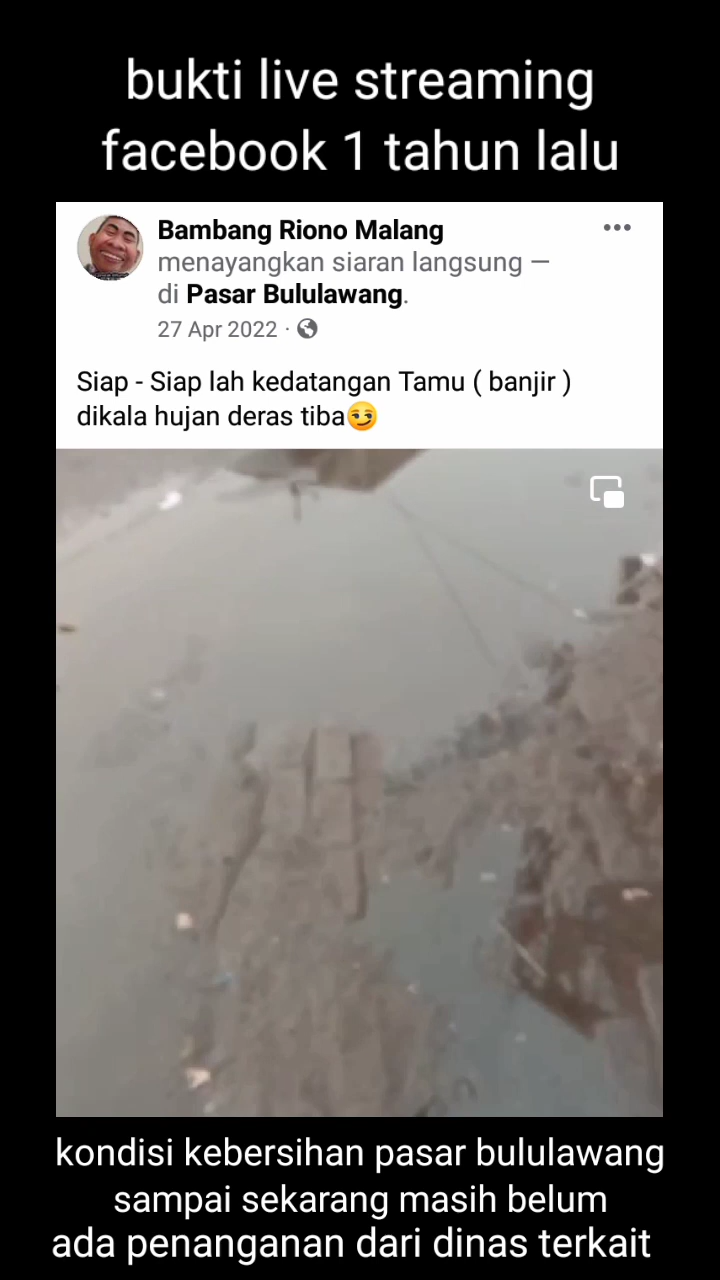 bukti live streaming
facebook 1 tahun lalu
Bambang Riono Malang
menayangkan siaran langsung —
di Pasar Bululawang.
27 Apr 2022 ·
Siap - Siap lah kedatangan Tamu ( banjir )
dikala hujan deras tiba😏
kondisi kebersihan pasar bululawang
sampai sekarang masih belum
ada penanganan dari dinas terkait